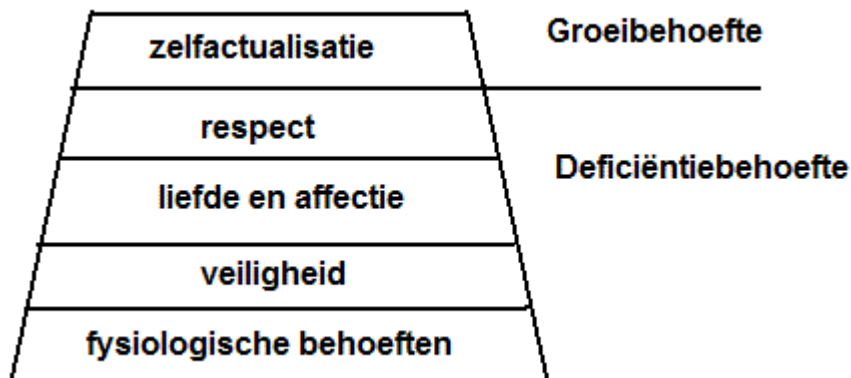 zelfactualisatie
Groeibehoefte
respect
Deficiëntiebehoefte
liefde en affectie
veiligheid
fysiologische behoeften